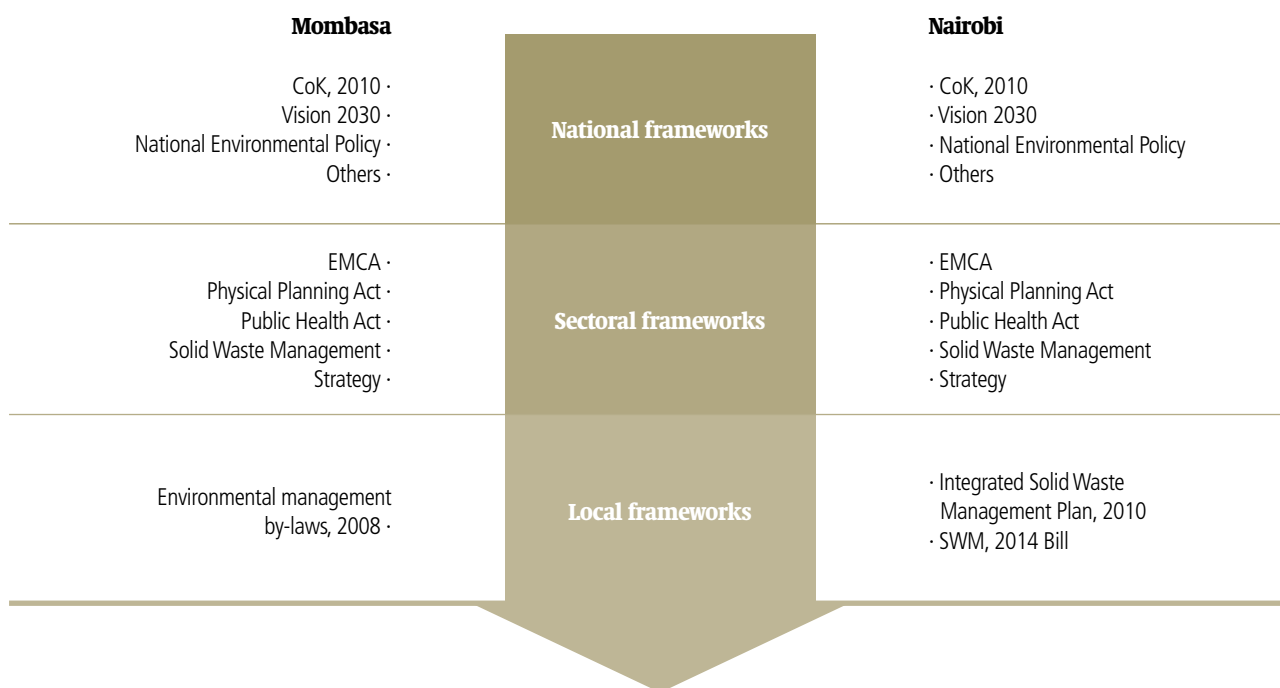 Mombasa
Nairobi
CoK, 2010 ·
Vision 2030 ·
National Environmental Policy ·
Others ·
National frameworks
· CoK, 2010
· Vision 2030
· National Environmental Policy
· Others
EMCA ·
Physical Planning Act ·
Public Health Act ·
Solid Waste Management ·
Strategy ·
Sectoral frameworks
· EMCA
· Physical Planning Act
· Public Health Act
· Solid Waste Management
· Strategy
Environmental management
by-laws, 2008 ·
Local frameworks
· Integrated Solid Waste
Management Plan, 2010
· SWM, 2014 Bill